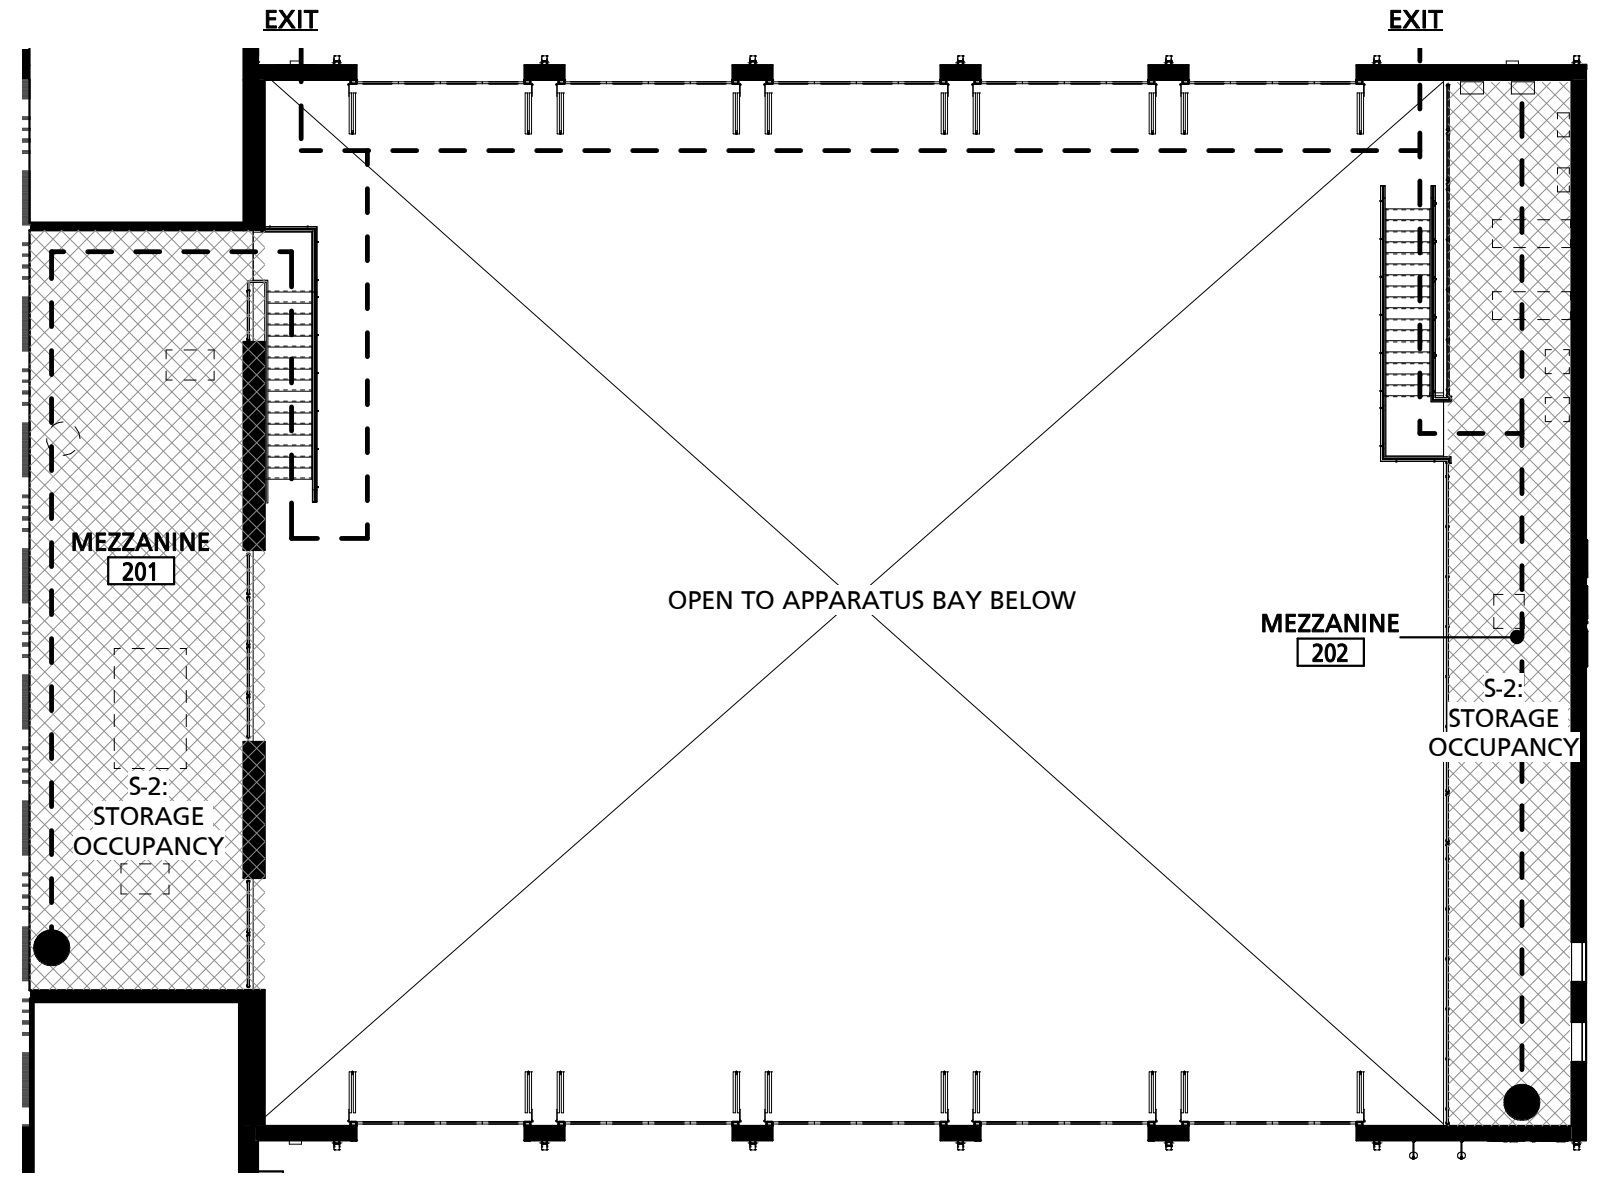 EXIT
EXIT
MEZZANINE
201
OPEN TO APPARATUS BAY BELOW
MEZZANINE
202
S-2:
STORAGE
OCCUPANCY
S-2:
STORAGE
OCCUPANCY